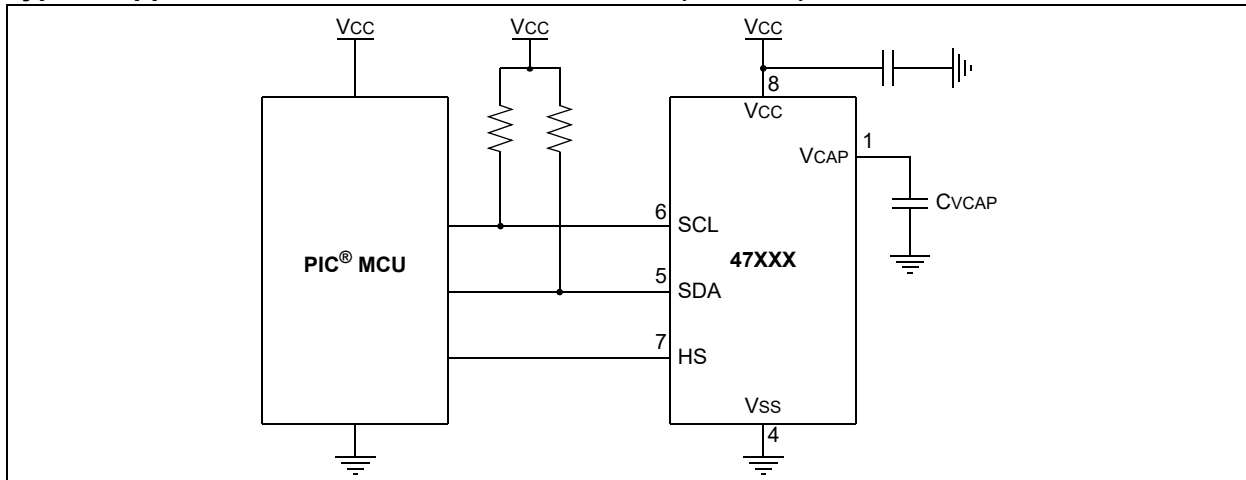 VCC
VCC
VCC
8
VCC
1
VCAP
CVCAP
6
SCL
PIC® MCU
47XXX
5
SDA
7
HS
VSS
4